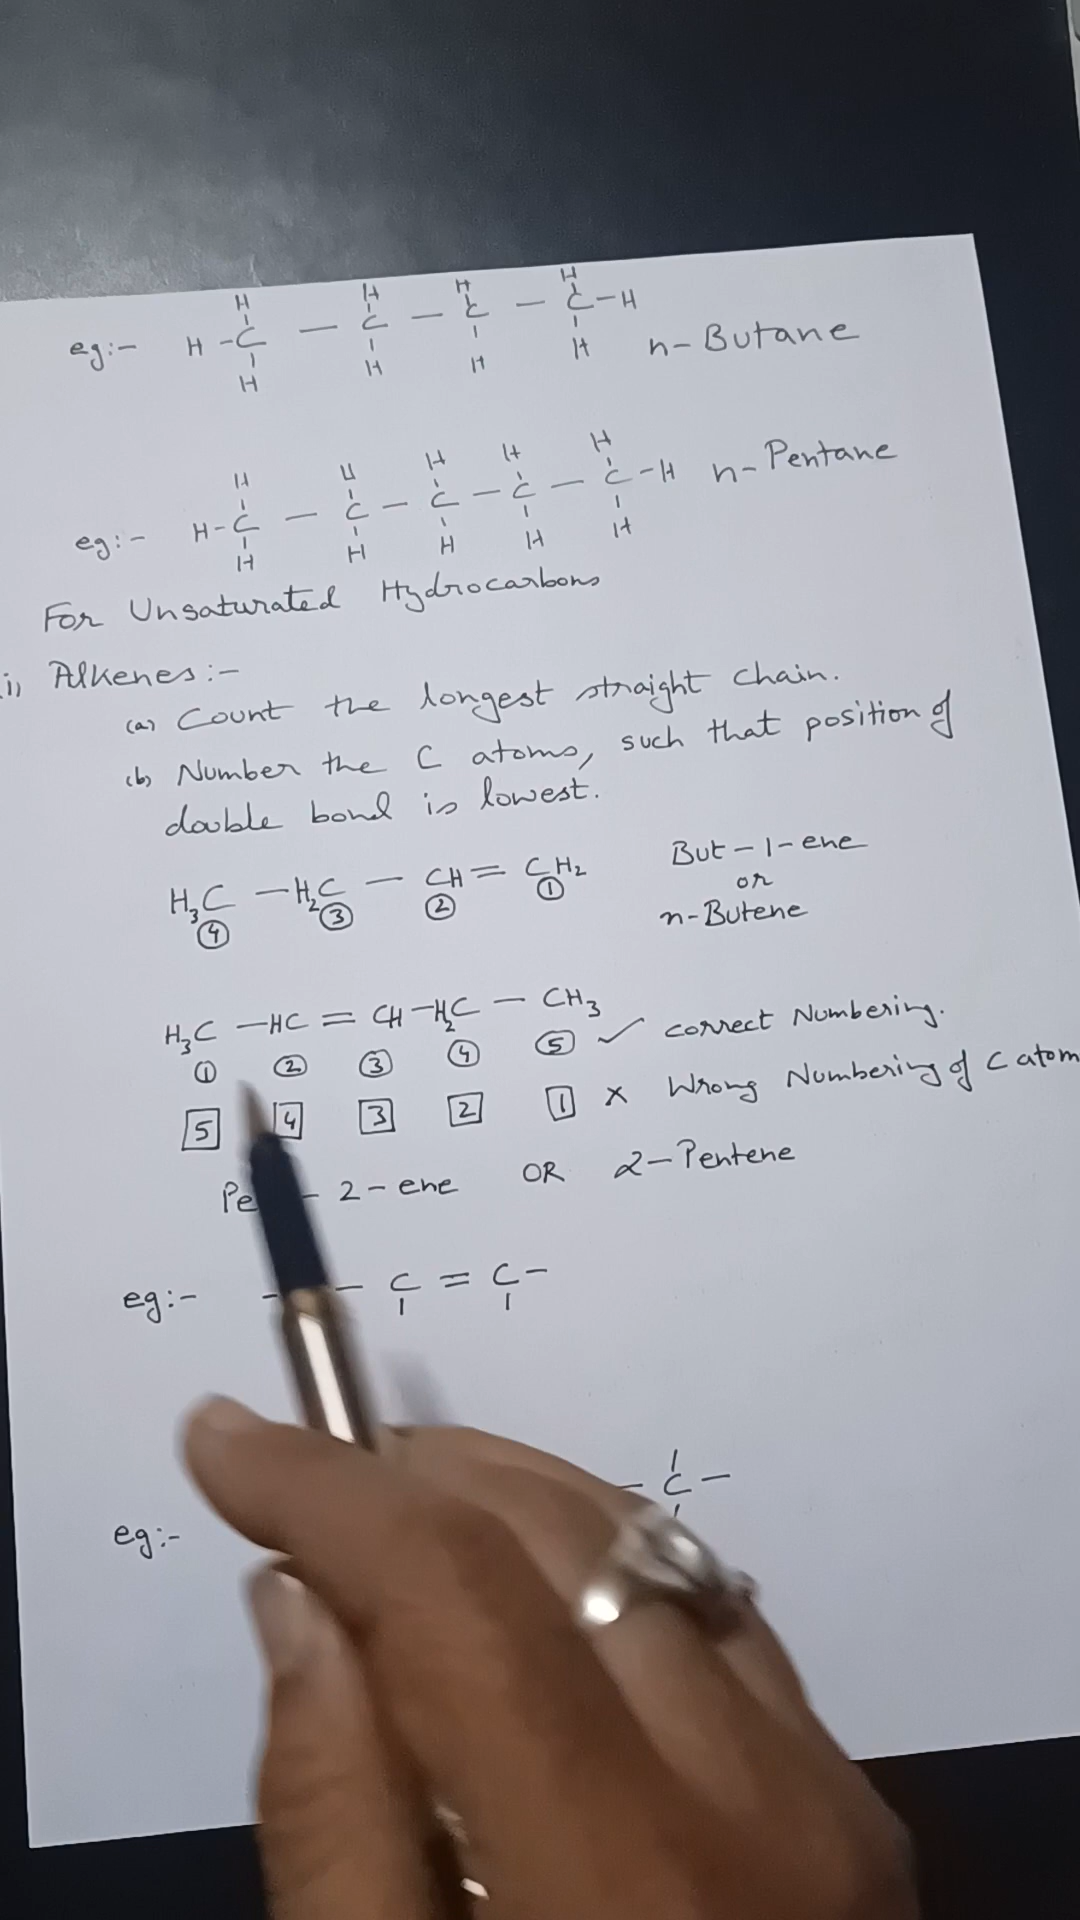 H H H H
eg:- H - C — C — C — C - H n- Butane
H H H H
H H H H H
eg:- H - C — C — C — C — C - H n- Pentane
H H H H H
For Unsaturated Hydrocarbons
i) Alkenes:-
(a) Count the longest straight chain.
(b) Number the C atoms, such that position of
double bond is lowest.
H₃C — H₂C — CH = CH₂ But - 1 - ene
④ ③ ② ① or
n-Butene
H₃C — HC = CH — H₂C — CH₃
① ② ③ ④ ⑤ ✓ correct Numbering.
5 4 3 2 1 × Wrong Numbering of C atom
2 - ene OR 2 - Pentene
eg:- - — C = C -
eg:- — C -